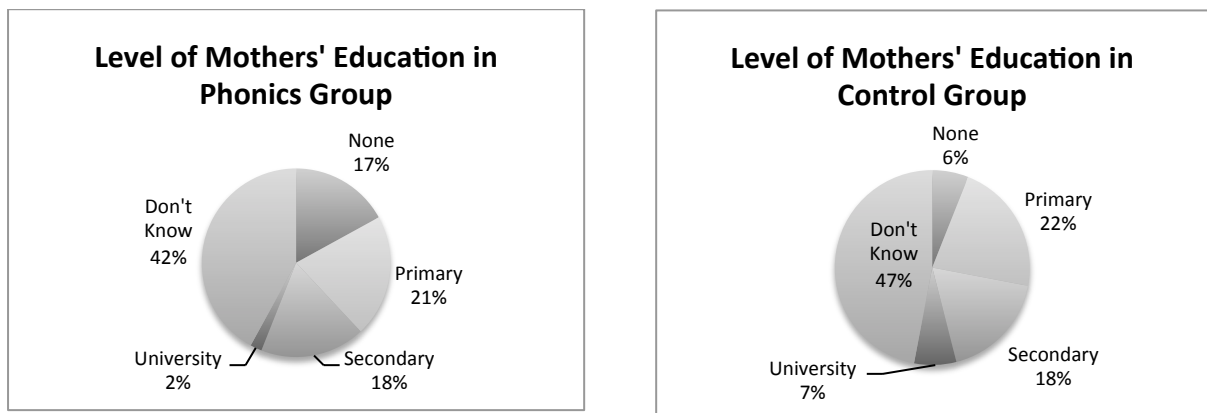 Level of Mothers' Education in
Phonics Group
None
17%
Don't
Know
42%
Primary
21%
University
2%
Secondary
18%
Level of Mothers' Education in
Control Group
None
6%
Primary
22%
Don't
Know
47%
Secondary
18%
University
7%